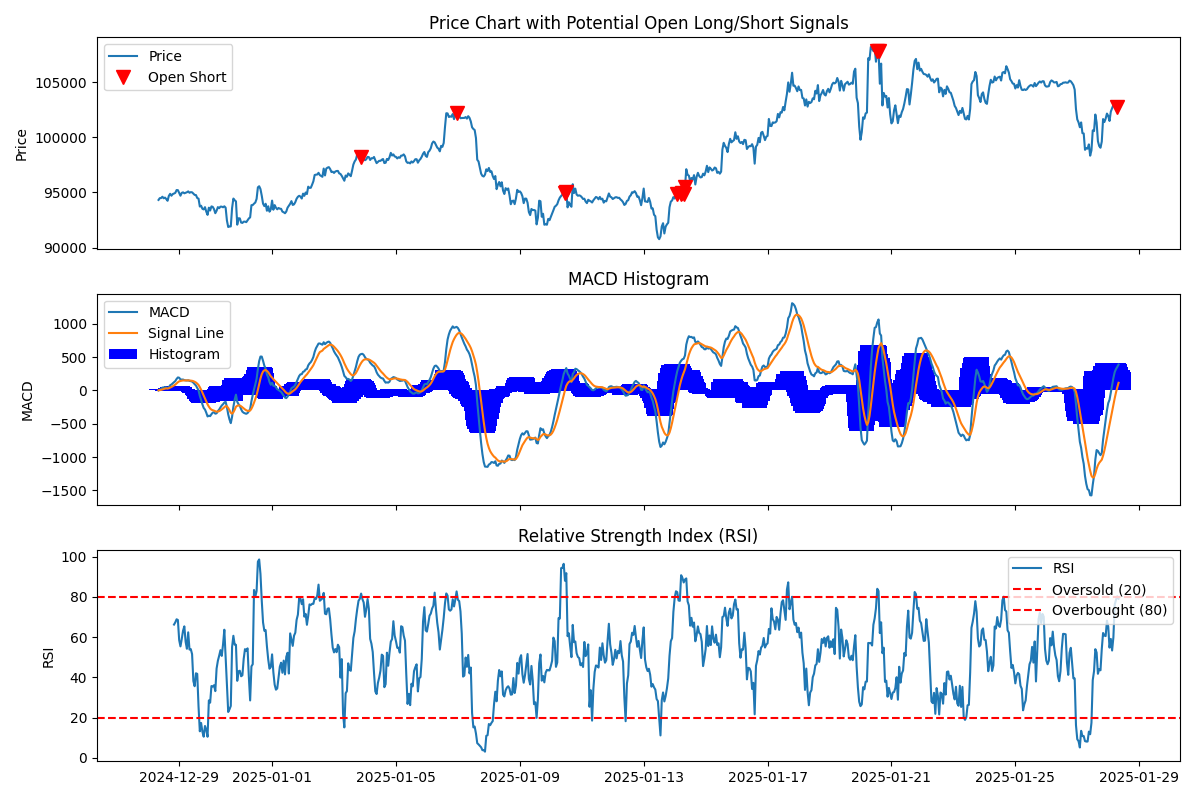 Price Chart with Potential Open Long/Short Signals
Price
Open Short
105000
100000
95000
90000
Price
MACD Histogram
MACD
Signal Line
Histogram
1000
500
0
−500
−1000
−1500
MACD
Relative Strength Index (RSI)
RSI
Oversold (20)
Overbought (80)
100
80
60
40
20
0
RSI
2024-12-29
2025-01-01
2025-01-05
2025-01-09
2025-01-13
2025-01-17
2025-01-21
2025-01-25
2025-01-29